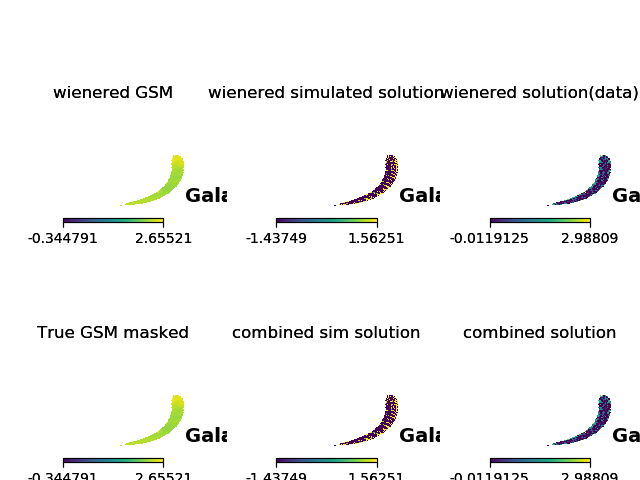 wienered GSM wienered simulated solution wienered solution(data)
Gala Gala Ga
-0.344791 2.65521 -1.43749 1.56251 -0.0119125 2.98809
True GSM masked combined sim solution combined solution
Gala Gala Ga
-0.344791 2.65521 -1.43749 1.56251 -0.0119125 2.98809